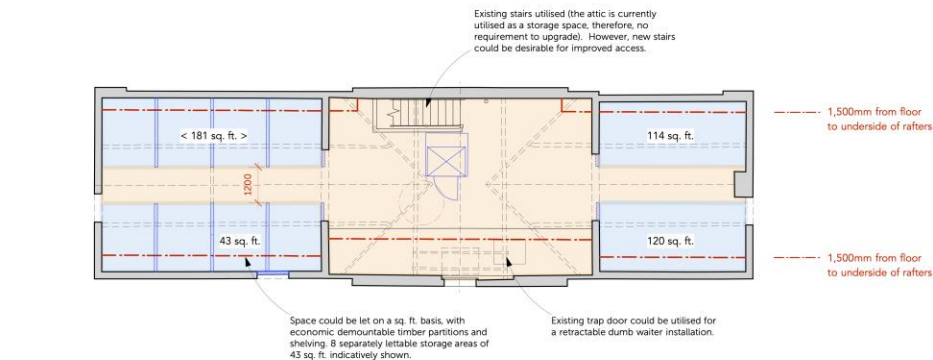 Existing stairs utilised (the attic is currently
utilised as a storage space, therefore, no
requirement to upgrade). However, new stairs
could be desirable for improved access.
1,500mm from floor
to underside of rafters
< 181 sq. ft. >
114 sq. ft.
1200
43 sq. ft.
120 sq. ft.
1,500mm from floor
to underside of rafters
Space could be let on a sq. ft. basis, with
economic demountable timber partitions and
shelving. 8 separately lettable storage areas of
43 sq. ft. indicatively shown.
Existing trap door could be utilised for
a retractable dumb waiter installation.